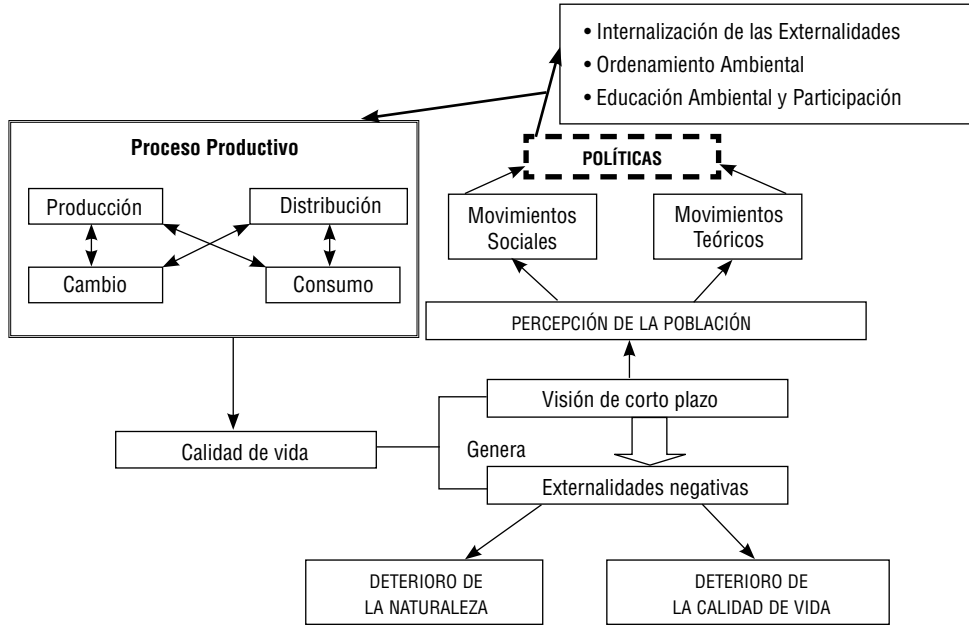 • Internalización de las Externalidades
• Ordenamiento Ambiental
• Educación Ambiental y Participación
Proceso Productivo
Producción
Distribución
Cambio
Consumo
POLÍTICAS
Movimientos
Sociales
Movimientos
Teóricos
PERCEPCIÓN DE LA POBLACIÓN
Visión de corto plazo
Calidad de vida
Genera
Externalidades negativas
DETERIORO DE
LA NATURALEZA
DETERIORO DE
LA CALIDAD DE VIDA